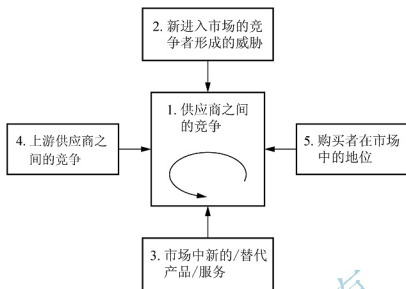 2. 新进入市场的竞
争者形成的威胁
1. 供应商之间
的竞争
4. 上游供应商之
间的竞争
5. 购买者在市场
中的地位
3. 市场中新的/替代
产品/服务